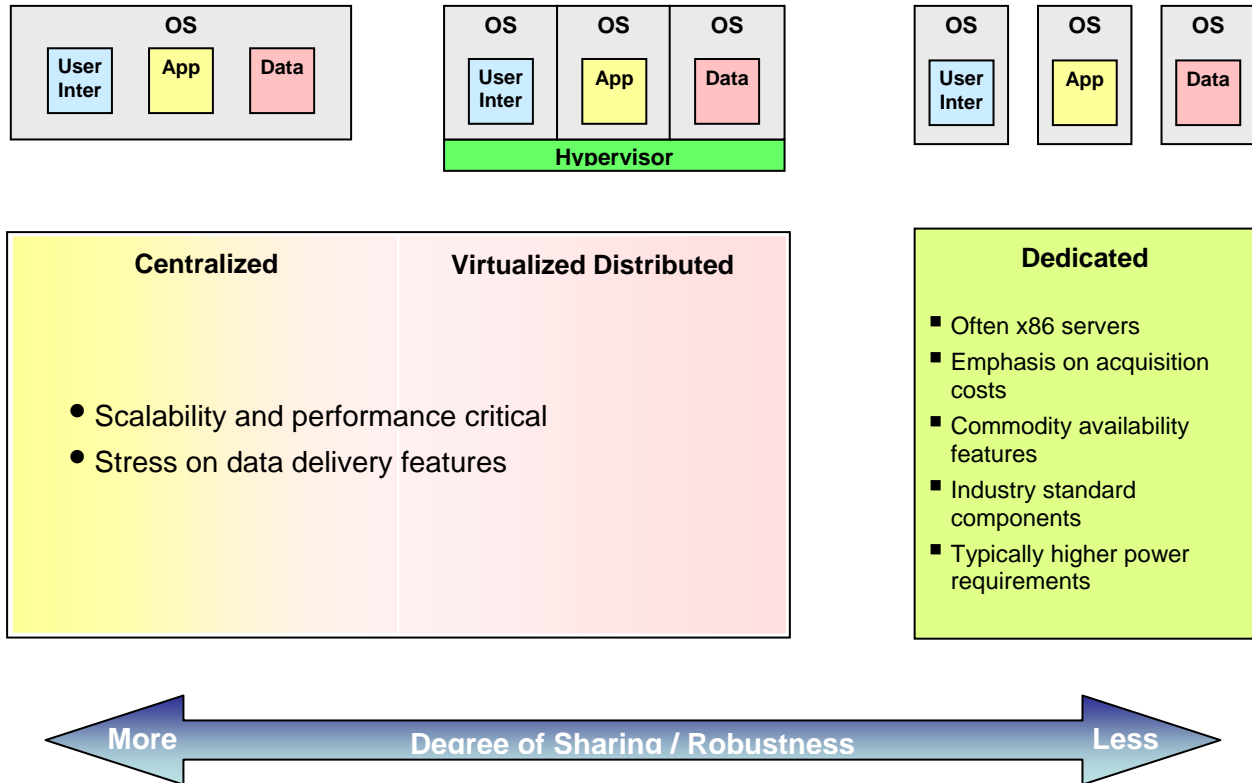 OS
User
Inter
App
Data
OS
OS
OS
User
Inter
App
Data
Hypervisor
OS
OS
OS
User
Inter
App
Data
Centralized
Virtualized Distributed
• Scalability and performance critical
• Stress on data delivery features
Dedicated
▪ Often x86 servers
▪ Emphasis on acquisition
costs
▪ Commodity availability
features
▪ Industry standard
components
▪ Typically higher power
requirements
More
Degree of Sharing / Robustness
Less